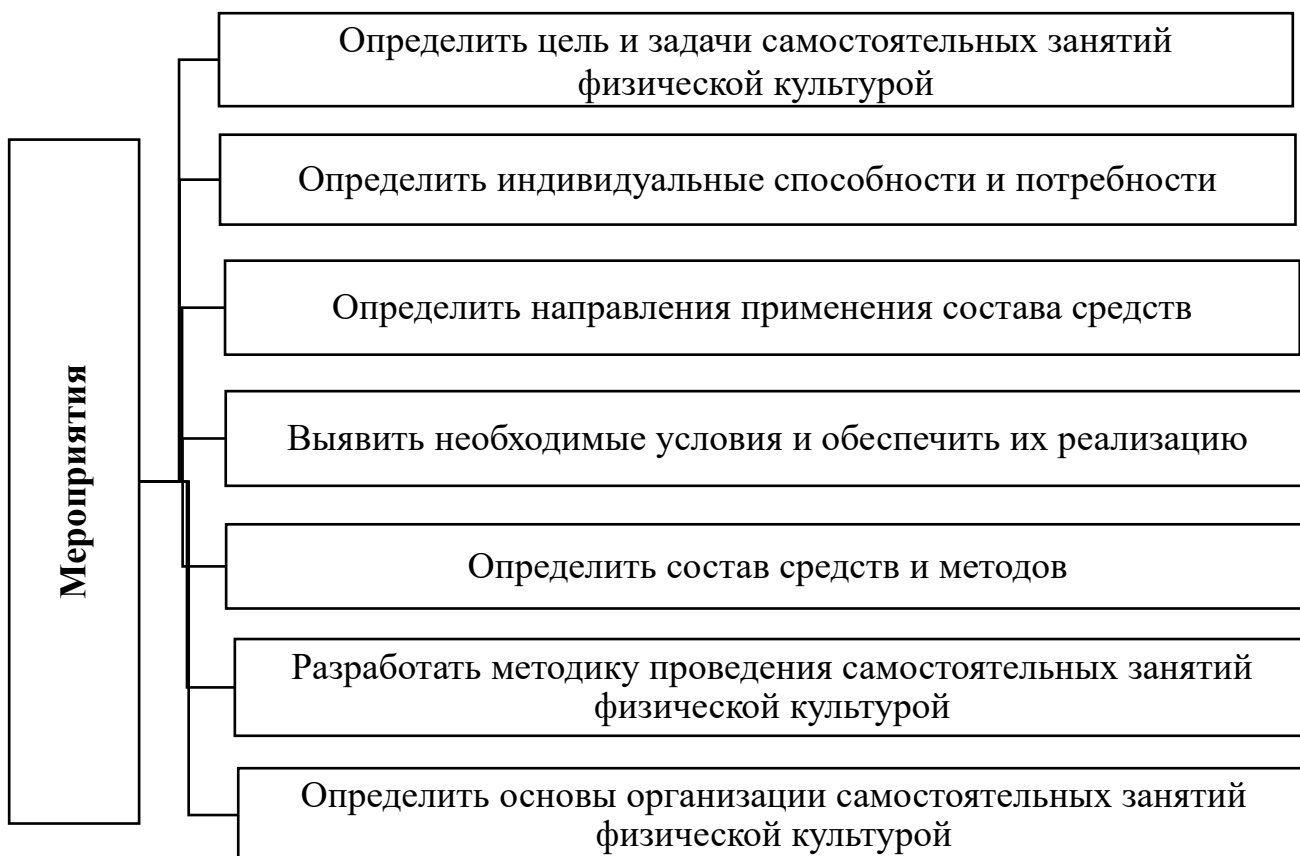 Определить цель и задачи самостоятельных занятий
физической культурой
Определить индивидуальные способности и потребности
Определить направления применения состава средств
Выявить необходимые условия и обеспечить их реализацию
Мероприятия
Определить состав средств и методов
Разработать методику проведения самостоятельных занятий
физической культурой
Определить основы организации самостоятельных занятий
физической культурой